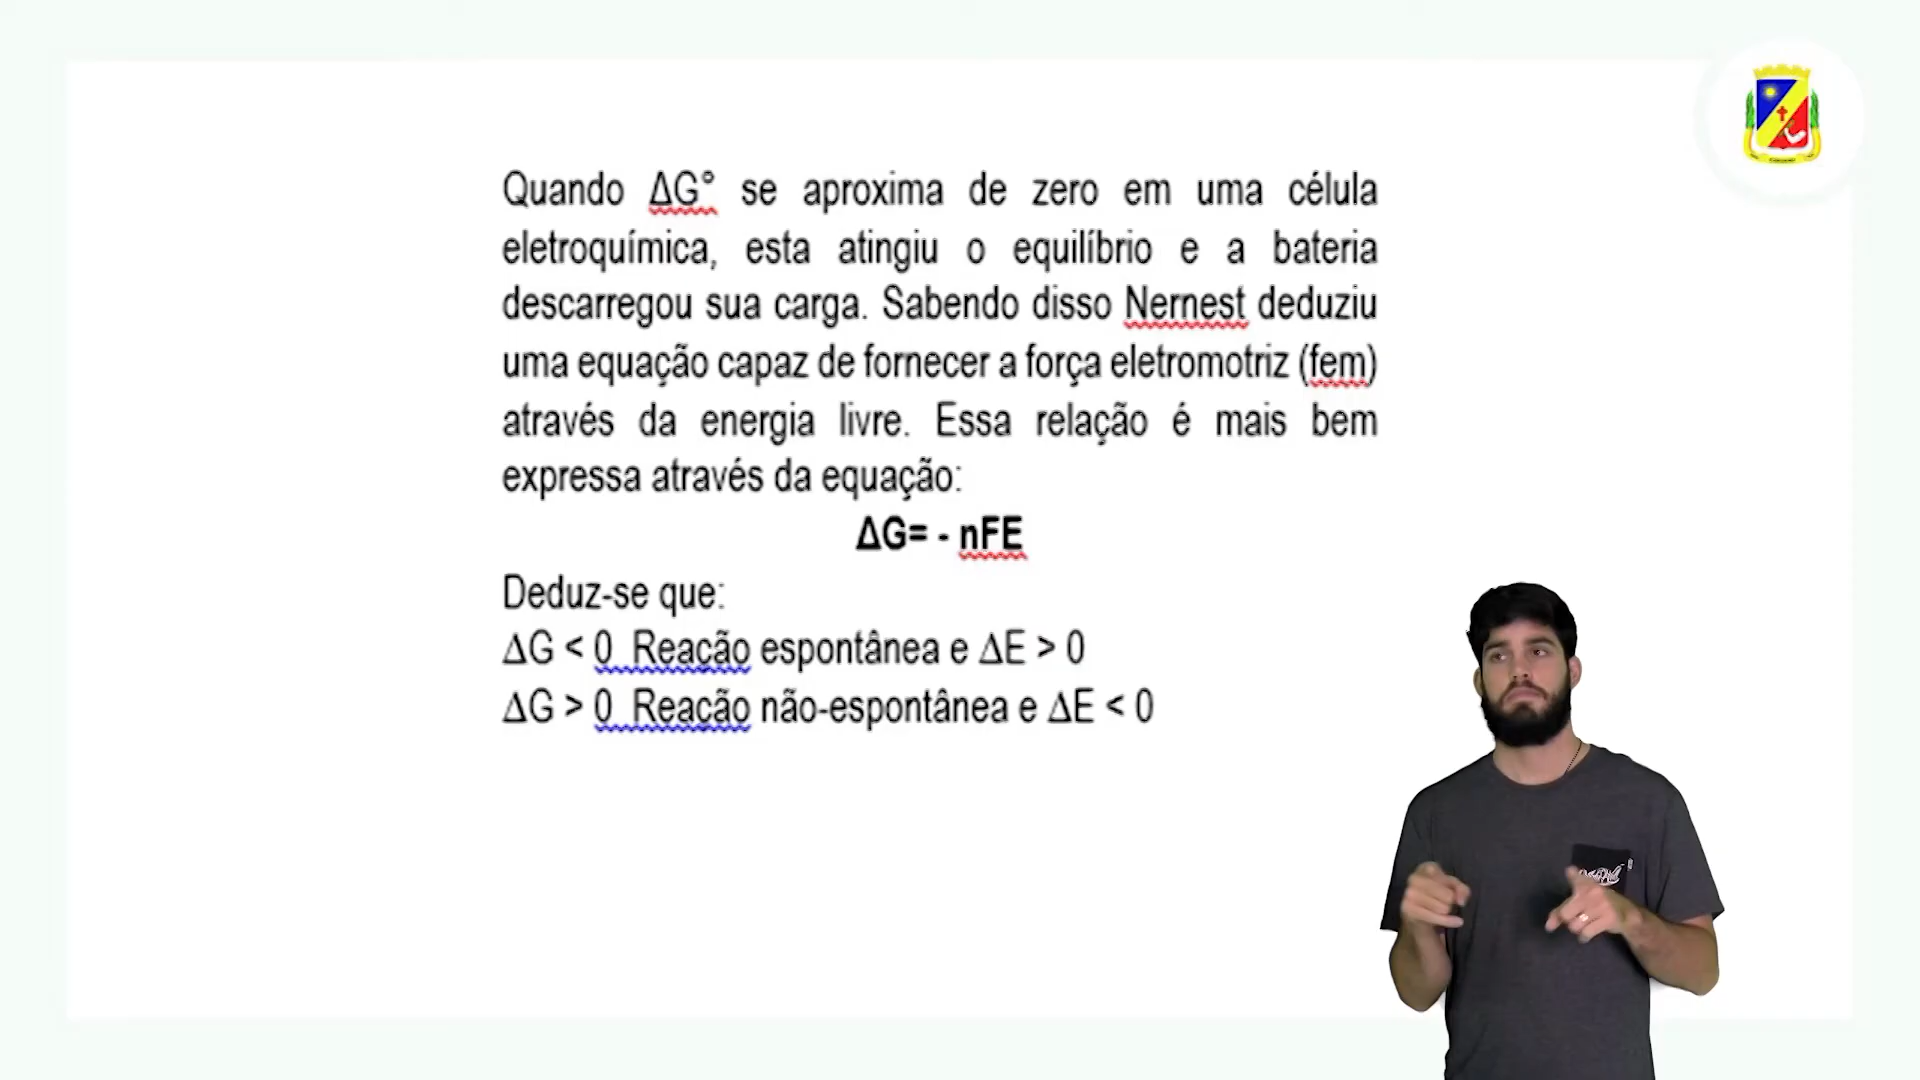 Quando ΔG° se aproxima de zero em uma célula
eletroquímica, esta atingiu o equilíbrio e a bateria
descarregou sua carga. Sabendo disso Nernest deduziu
uma equação capaz de fornecer a força eletromotriz (fem)
através da energia livre. Essa relação é mais bem
expressa através da equação:
ΔG= - nFE
Deduz-se que:
ΔG < 0 Reação espontânea e ΔE > 0
ΔG > 0 Reação não-espontânea e ΔE < 0